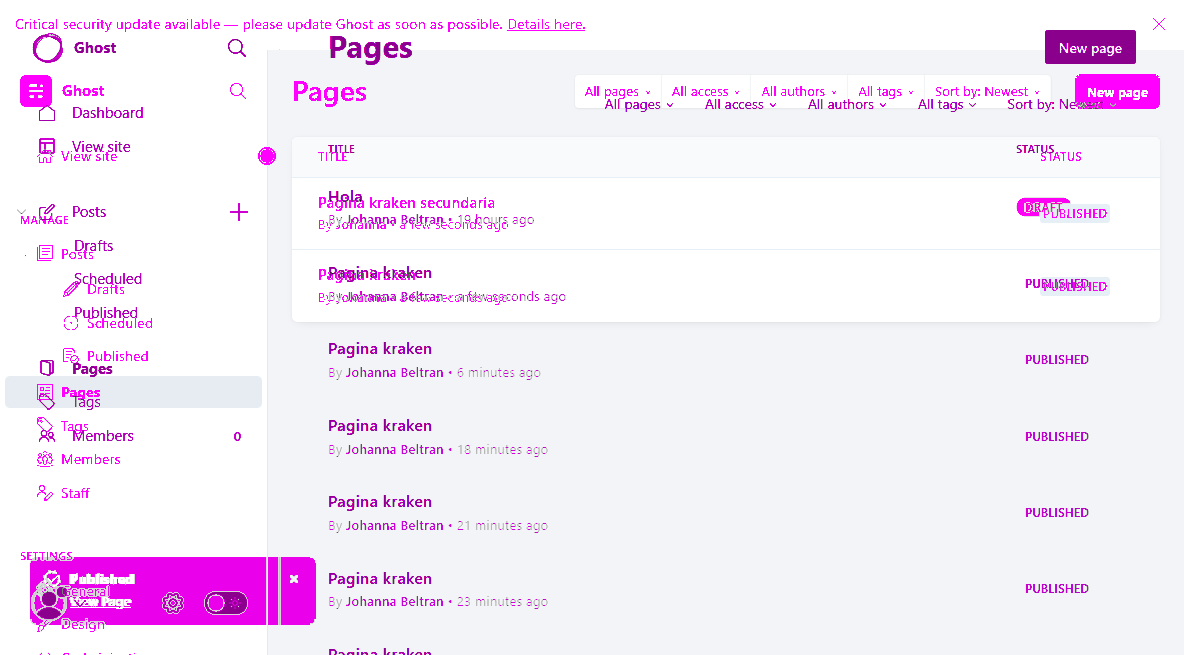 Critical security update available — please update Ghost as soon as possible. Details here.
Ghost
Pages
New page
Ghost
Pages
All pages
All access
All authors
All tags
Sort by: Newest
New page
All pages
All access
All authors
All tags
Sort by: Newest
Dashboard
View site
View site
TITLE
STATUS
TITLE
STATUS
Posts
MANAGE
Hola
By Johanna Beltran • 19 hours ago
DRAFT
Pagina kraken secundaria
By Johanna • a few seconds ago
PUBLISHED
Drafts
Posts
Scheduled
Drafts
Pagina kraken
By Johanna Beltran • a few seconds ago
PUBLISHED
Pagina kraken
PUBLISHED
Published
Scheduled
Published
Pages
Pages
Tags
Tags
Members
0
Members
Staff
Pagina kraken
By Johanna Beltran • 6 minutes ago
PUBLISHED
Pagina kraken
By Johanna Beltran • 18 minutes ago
PUBLISHED
Pagina kraken
By Johanna Beltran • 21 minutes ago
PUBLISHED
SETTINGS
Published
General
View Page
Design
Pagina kraken
By Johanna Beltran • 23 minutes ago
PUBLISHED
Pagina kraken